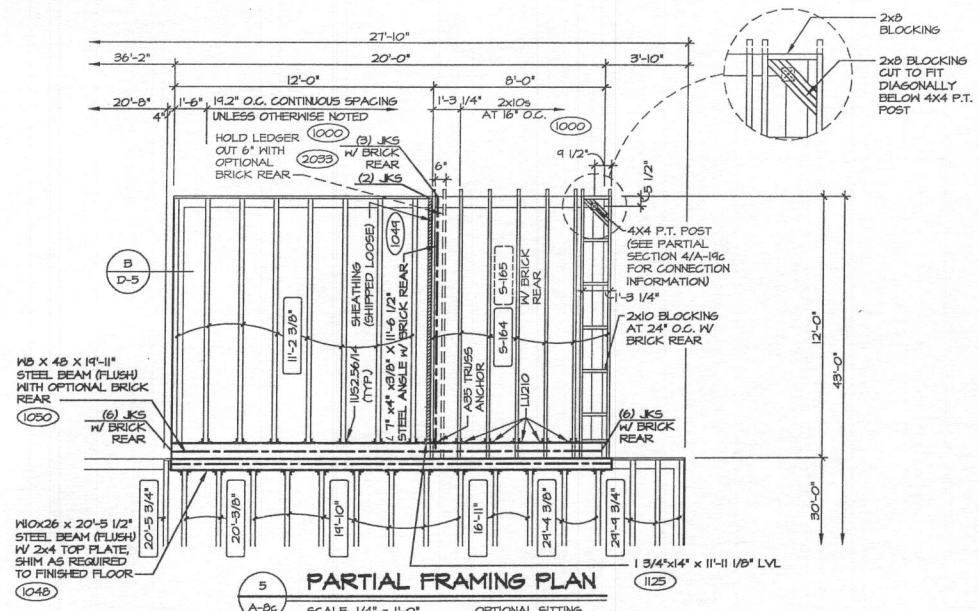 27'-10"
36'-2"
20'-0"
3'-10"
12'-0"
8'-0"
20'-8"
1'-6"
19.2" O.C. CONTINUOUS SPACING
UNLESS OTHERWISE NOTED
4"
1'-3 1/4"
2x10s
AT 16" O.C.
1000
1000
HOLD LEDGER
OUT 6" WITH
OPTIONAL
BRICK REAR
2033
(3) JKS
W/ BRICK
REAR
(2) JKS
6"
9 1/2"
5 1/2"
2x8
BLOCKING
2x8 BLOCKING
CUT TO FIT
DIAGONALLY
BELOW 4X4 P.T.
POST
4X4 P.T. POST
(SEE PARTIAL
SECTION 4/A-19c
FOR CONNECTION
INFORMATION)
1'-3 1/4"
2x10 BLOCKING
AT 24" O.C. W/
BRICK REAR
B
D-5
11'-2 3/8"
IUS2.56/14
(TYP.)
SHEATHING
(SHIPPED LOOSE)
L 7" x4" x3/8" x 11'-6 1/2"
STEEL ANGLE W/ BRICK REAR
1049
S-164
S-165
W/ BRICK
REAR
A35 TRUSS
ANCHOR
LU210
12'-0"
43'-0"
30'-0"
W8 X 48 X 19'-11"
STEEL BEAM (FLUSH)
WITH OPTIONAL BRICK
REAR
1050
(6) JKS
W/ BRICK
REAR
(6) JKS
W/ BRICK
REAR
W10x26 x 20'-5 1/2"
STEEL BEAM (FLUSH)
W/ 2x4 TOP PLATE,
SHIM AS REQUIRED
TO FINISHED FLOOR
1048
20'-5 3/4"
20'-3/8"
19'-10"
16'-11"
29'-4 3/8"
29'-9 3/4"
1 3/4"x14" x 11'-11 1/8" LVL
1125
5
A-8c
PARTIAL FRAMING PLAN
SCALE 1/4" = 1'-0"
OPTIONAL SITTING